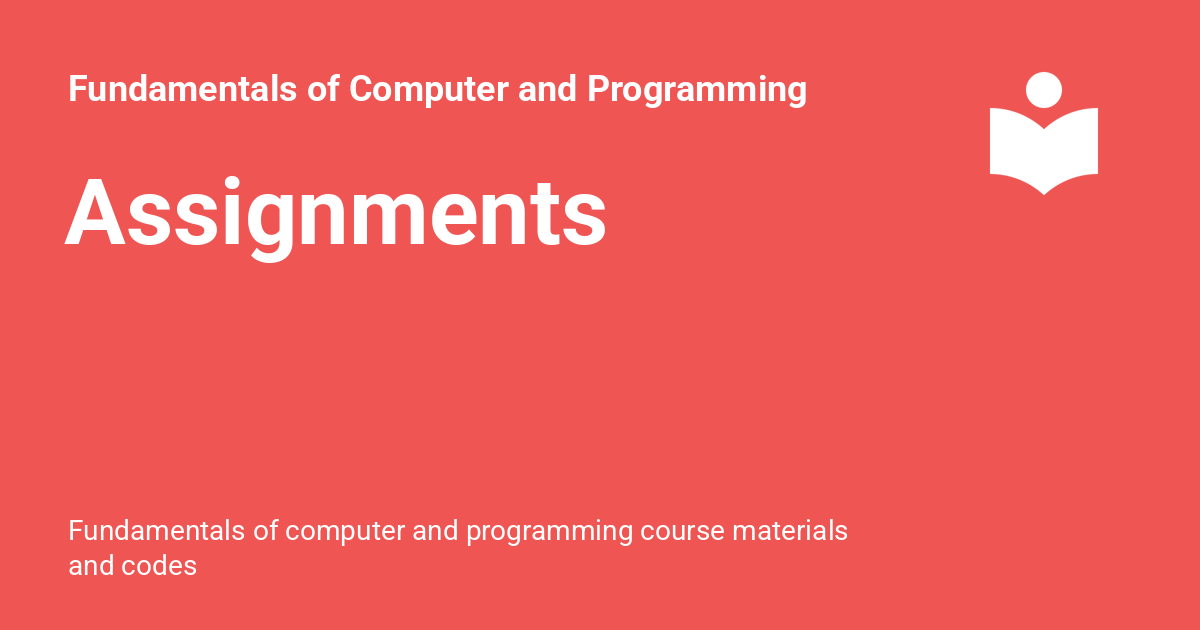 Fundamentals of Computer and Programming
Assignments
Fundamentals of computer and programming course materials
and codes